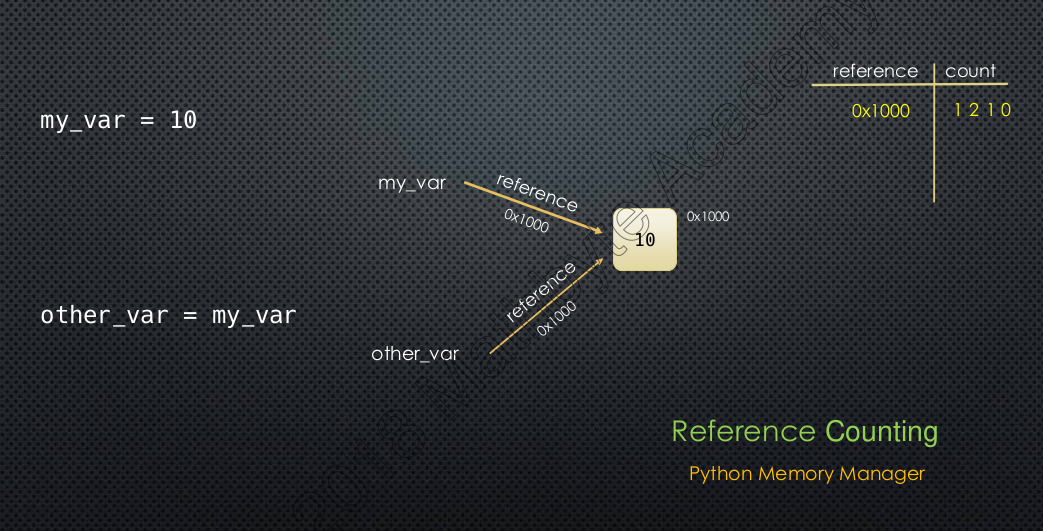 reference count
my_var = 10
0x1000 1 2 1 0
my_var
reference
0x1000
0x1000
10
reference
0x1000
other_var = my_var
other_var
Reference Counting
Python Memory Manager